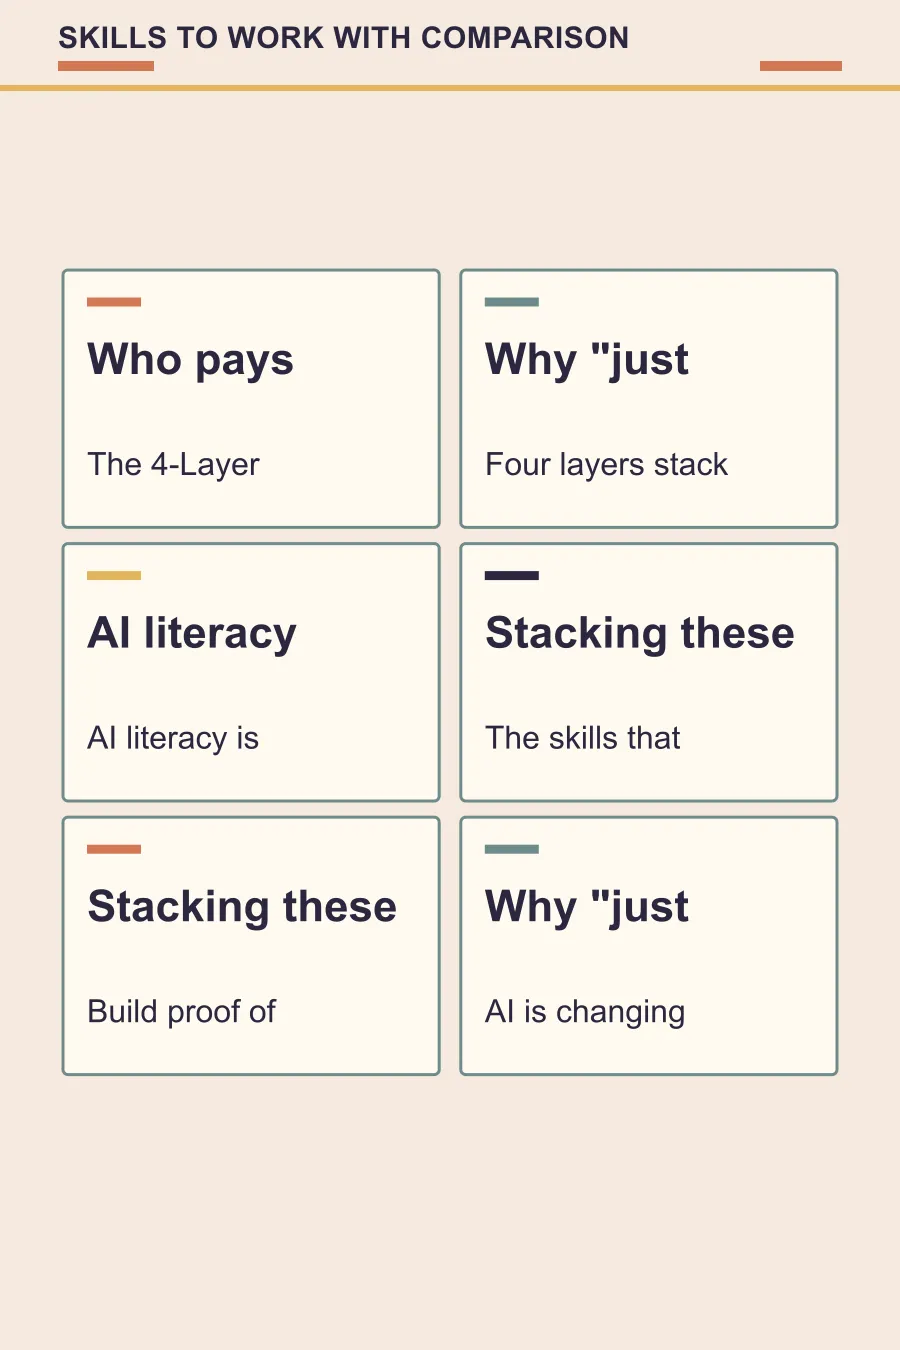 SKILLS TO WORK WITH COMPARISON
Who pays
The 4-Layer
Why "just
Four layers stack
AI literacy
AI literacy is
Stacking these
The skills that
Stacking these
Build proof of
Why "just
AI is changing